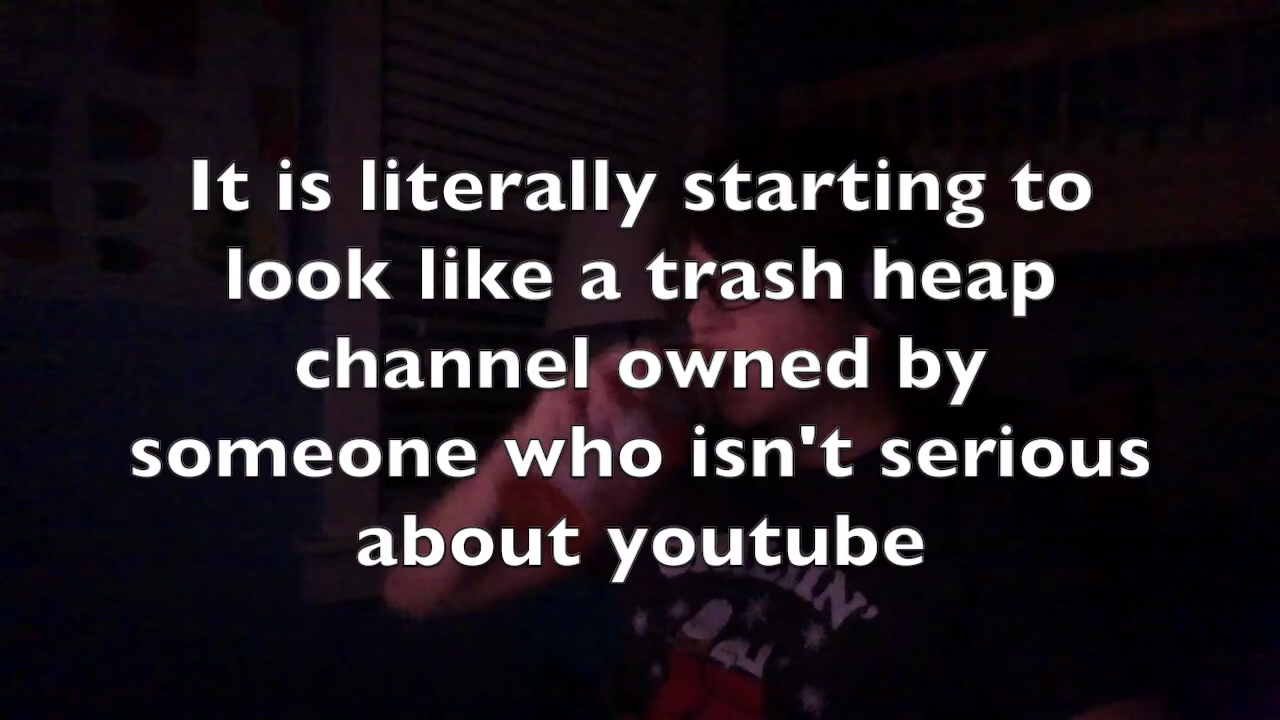 It is literally starting to
look like a trash heap
channel owned by
someone who isn't serious
about youtube